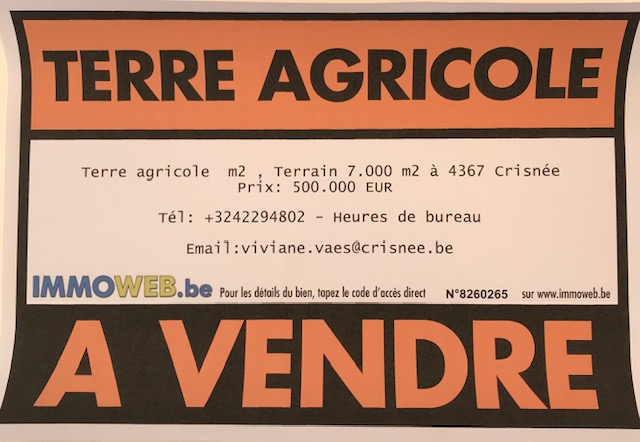 TERRE AGRICOLE
Terre agricole m2 , Terrain 7.000 m2 à 4367 Crisnée
Prix: 500.000 EUR
Tél: +3242294802 - Heures de bureau
Email:viviane.vaes@crisnee.be
IMMOWEB.be Pour les détails du bien, tapez le code d'accès direct N°8260265 sur www.immoweb.be
A VENDRE